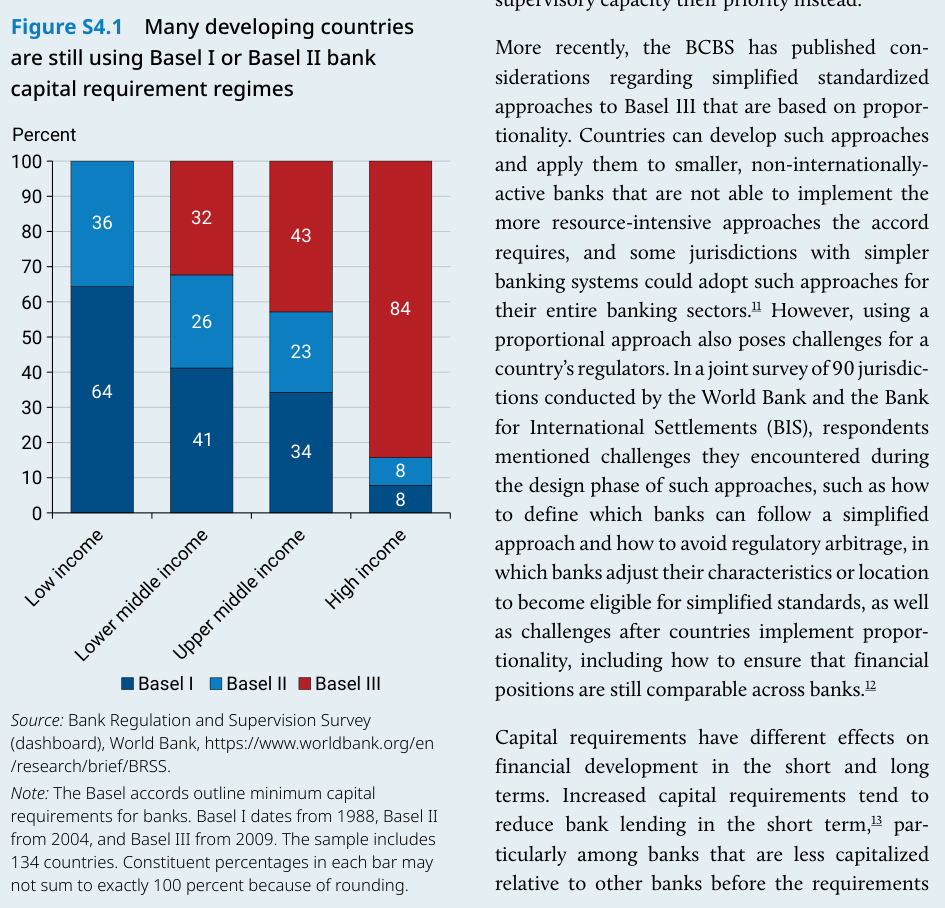 Figure S4.1 Many developing countries
are still using Basel I or Basel II bank
capital requirement regimes
Percent
100
90
80
70
60
50
40
30
20
10
0
36
64
32
26
41
43
23
34
84
8
8
Low income
Lower middle income
Upper middle income
High income
Basel I Basel II Basel III
Source: Bank Regulation and Supervision Survey
(dashboard), World Bank, https://www.worldbank.org/en
/research/brief/BRSS.
Note: The Basel accords outline minimum capital
requirements for banks. Basel I dates from 1988, Basel II
from 2004, and Basel III from 2009. The sample includes
134 countries. Constituent percentages in each bar may
not sum to exactly 100 percent because of rounding.
supervisory capacity their priority instead.
More recently, the BCBS has published con-
siderations regarding simplified standardized
approaches to Basel III that are based on propor-
tionality. Countries can develop such approaches
and apply them to smaller, non-internationally-
active banks that are not able to implement the
more resource-intensive approaches the accord
requires, and some jurisdictions with simpler
banking systems could adopt such approaches for
their entire banking sectors.11 However, using a
proportional approach also poses challenges for a
country's regulators. In a joint survey of 90 jurisdic-
tions conducted by the World Bank and the Bank
for International Settlements (BIS), respondents
mentioned challenges they encountered during
the design phase of such approaches, such as how
to define which banks can follow a simplified
approach and how to avoid regulatory arbitrage, in
which banks adjust their characteristics or location
to become eligible for simplified standards, as well
as challenges after countries implement propor-
tionality, including how to ensure that financial
positions are still comparable across banks.12
Capital requirements have different effects on
financial development in the short and long
terms. Increased capital requirements tend to
reduce bank lending in the short term,13 par-
ticularly among banks that are less capitalized
relative to other banks before the requirements